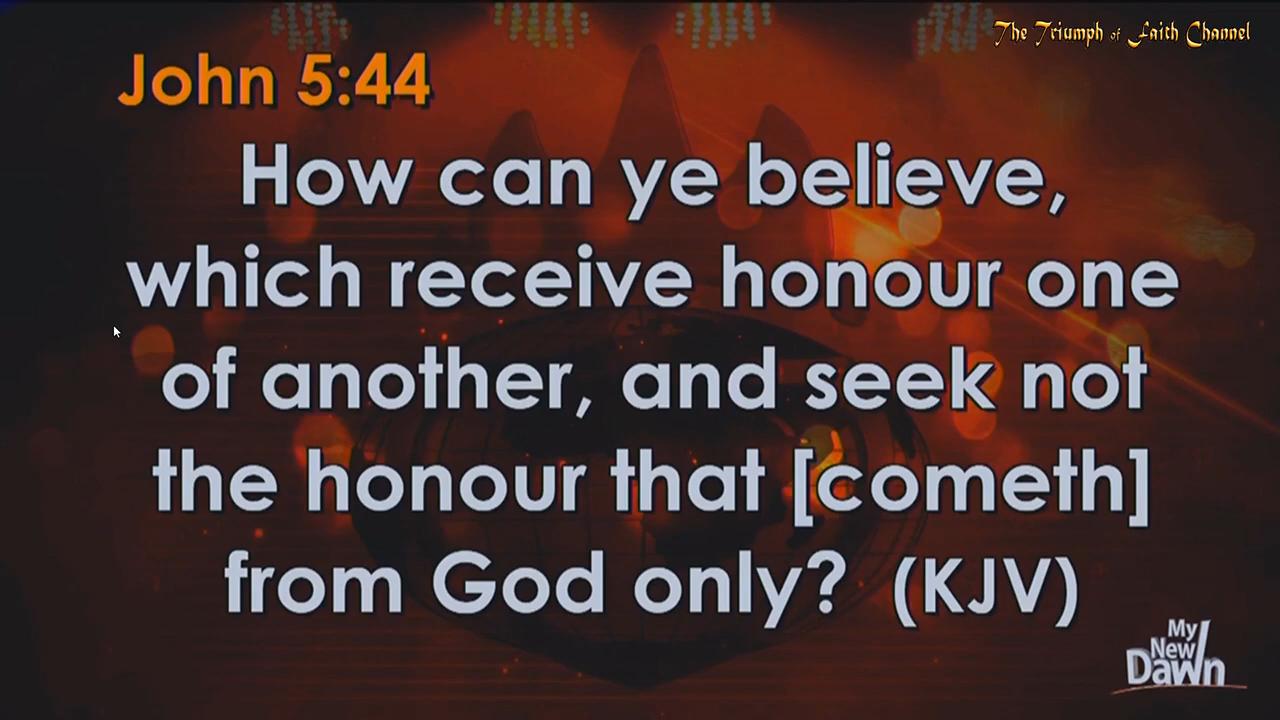 The Triumph of Faith Channel
John 5:44
How can ye believe,
which receive honour one
of another, and seek not
the honour that [cometh]
from God only? (KJV)
My
New
Dawn